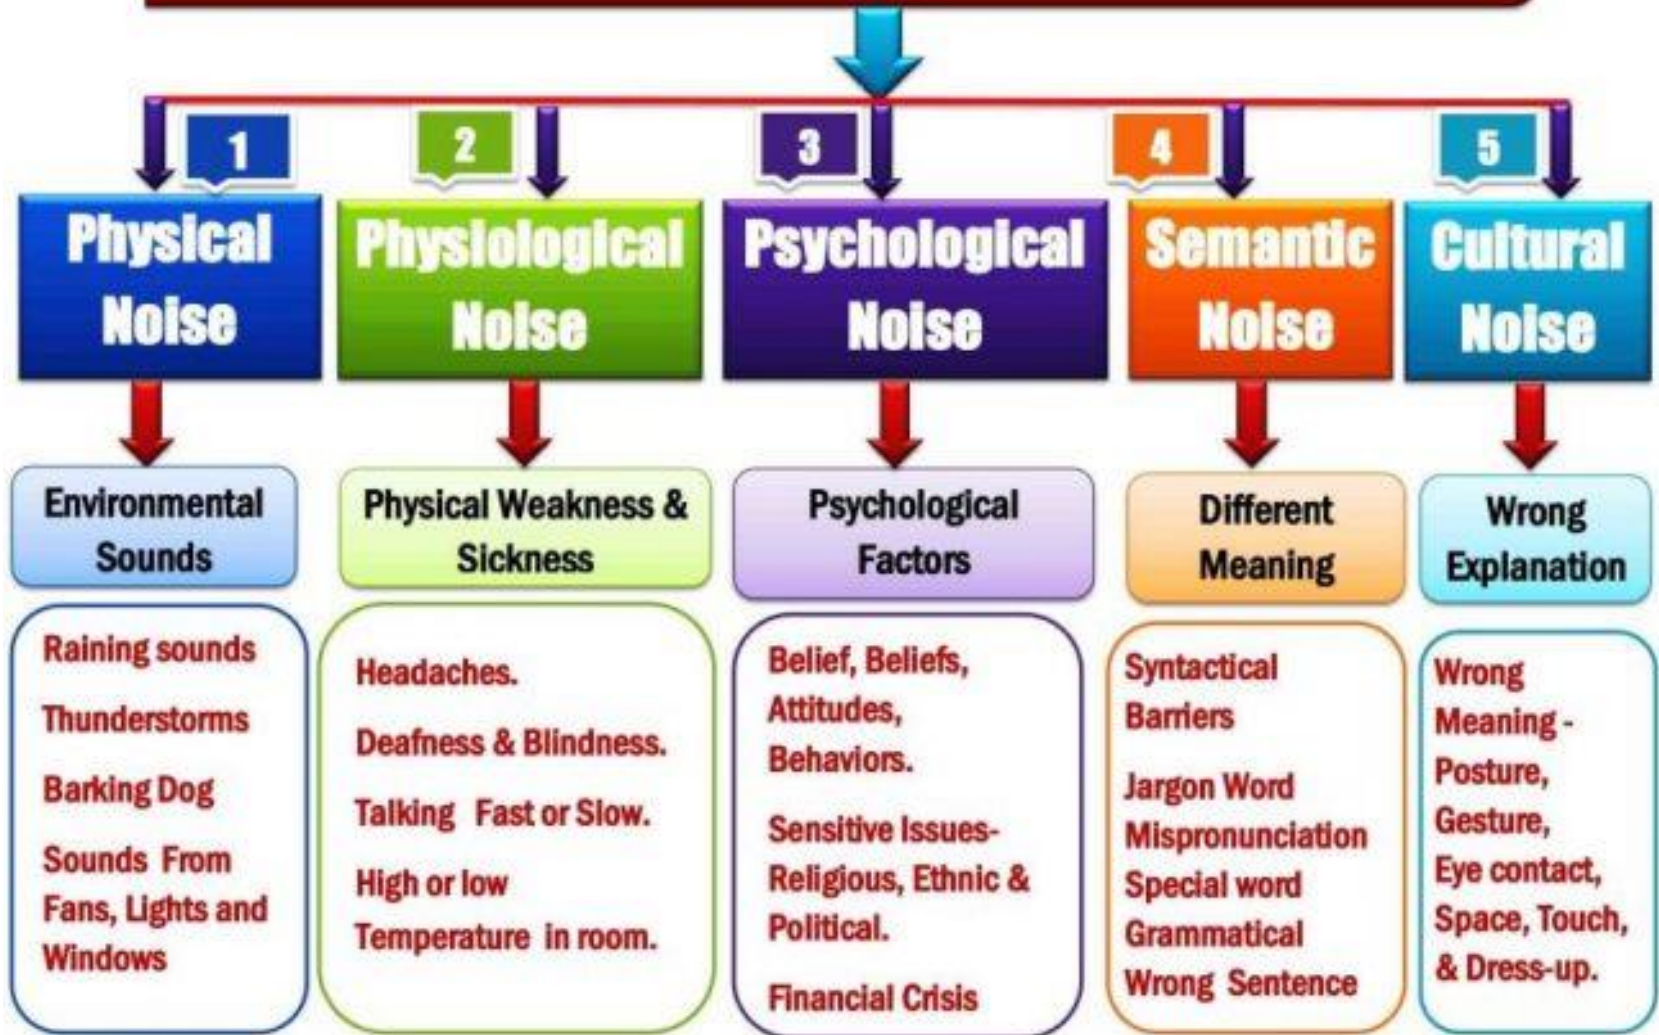 1
2
3
4
5
Physical
Noise
Physiological
Noise
Psychological
Noise
Semantic
Noise
Cultural
Noise
Environmental
Sounds
Physical Weakness &
Sickness
Psychological
Factors
Different
Meaning
Wrong
Explanation
Raining sounds
Thunderstorms
Barking Dog
Sounds From
Fans, Lights and
Windows
Headaches.
Deafness & Blindness.
Talking Fast or Slow.
High or low
Temperature in room.
Belief, Beliefs,
Attitudes,
Behaviors.
Sensitive Issues-
Religious, Ethnic &
Political.
Financial Crisis
Syntactical
Barriers
Jargon Word
Mispronunciation
Special word
Grammatical
Wrong Sentence
Wrong
Meaning -
Posture,
Gesture,
Eye contact,
Space, Touch,
& Dress-up.